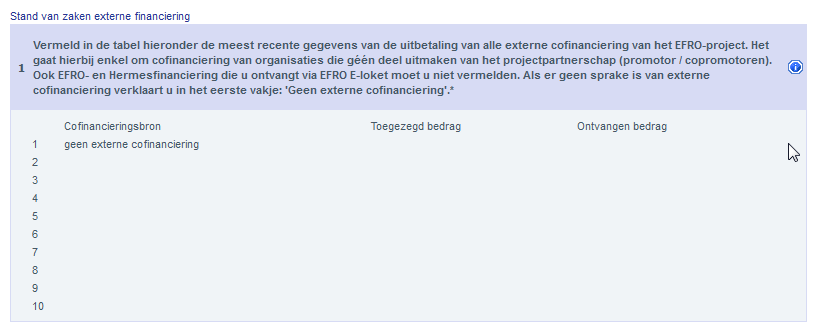 Stand van zaken externe financiering
Vermeld in de tabel hieronder de meest recente gegevens van de uitbetaling van alle externe cofinanciering van het EFRO-project. Het
1 gaat hierbij enkel om cofinanciering van organisaties die géén deel uitmaken van het projectpartnerschap (promotor / copromotoren).
Ook EFRO- en Hermesfinanciering die u ontvangt via EFRO E-loket moet u niet vermelden. Als er geen sprake is van externe
cofinanciering verklaart u in het eerste vakje: 'Geen externe cofinanciering'.*
Cofinancieringsbron Toegezegd bedrag Ontvangen bedrag
1 geen externe cofinanciering
2
3
4
5
6
7
8
9
10